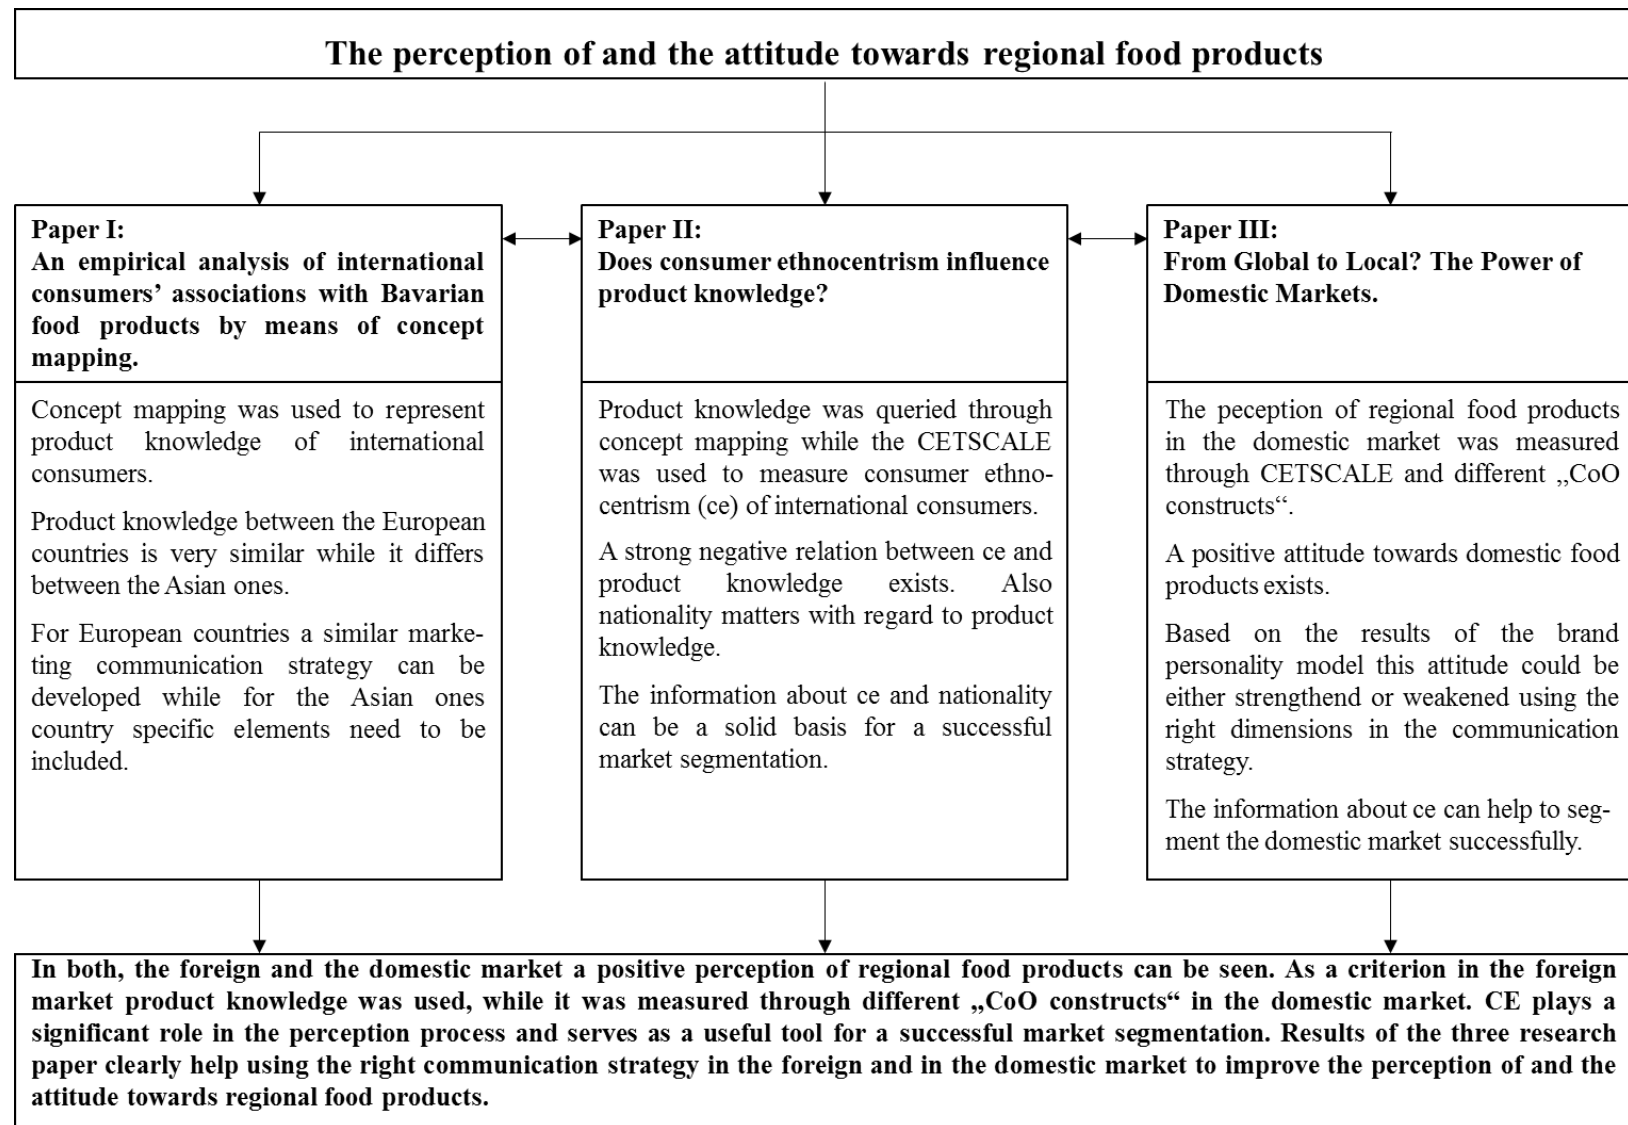 The perception of and the attitude towards regional food products
Paper I:
An empirical analysis of international
consumers’ associations with Bavarian
food products by means of concept
mapping.
Concept mapping was used to represent
product knowledge of international
consumers.
Product knowledge between the European
countries is very similar while it differs
between the Asian ones.
For European countries a similar marke-
ting communication strategy can be
developed while for the Asian ones
country specific elements need to be
included.
Paper II:
Does consumer ethnocentrism influence
product knowledge?
Product knowledge was queried through
concept mapping while the CETSCALE
was used to measure consumer ethno-
centrism (ce) of international consumers.
A strong negative relation between ce and
product knowledge exists. Also
nationality matters with regard to product
knowledge.
The information about ce and nationality
can be a solid basis for a successful
market segmentation.
Paper III:
From Global to Local? The Power of
Domestic Markets.
The peception of regional food products
in the domestic market was measured
through CETSCALE and different „CoO
constructs“.
A positive attitude towards domestic food
products exists.
Based on the results of the brand
personality model this attitude could be
either strengthend or weakened using the
right dimensions in the communication
strategy.
The information about ce can help to seg-
ment the domestic market successfully.
In both, the foreign and the domestic market a positive perception of regional food products can be seen. As a criterion in the foreign
market product knowledge was used, while it was measured through different „CoO constructs“ in the domestic market. CE plays a
significant role in the perception process and serves as a useful tool for a successful market segmentation. Results of the three research
paper clearly help using the right communication strategy in the foreign and in the domestic market to improve the perception of and the
attitude towards regional food products.